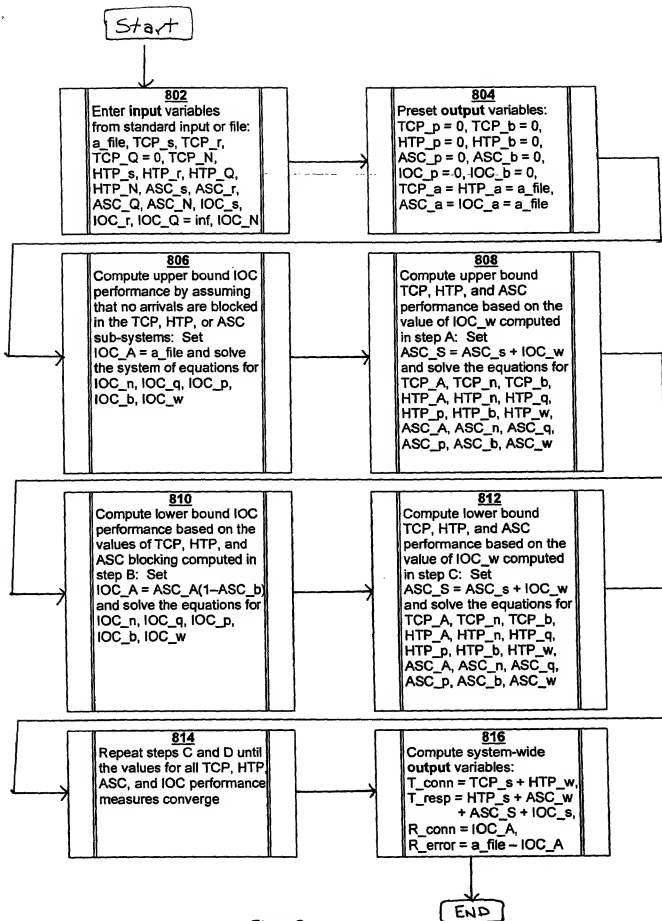 Start
802
Enter input variables
from standard input or file:
a_file, TCP_s, TCP_r,
TCP_Q = 0, TCP_N,
HTP_s, HTP_r, HTP_Q,
HTP_N, ASC_s, ASC_r,
ASC_Q, ASC_N, IOC_s,
IOC_r, IOC_Q = inf, IOC_N
804
Preset output variables:
TCP_p = 0, TCP_b = 0,
HTP_p = 0, HTP_b = 0,
ASC_p = 0, ASC_b = 0,
IOC_p = 0, IOC_b = 0,
TCP_a = HTP_a = a_file,
ASC_a = IOC_a = a_file
806
Compute upper bound IOC
performance by assuming
that no arrivals are blocked
in the TCP, HTP, or ASC
sub-systems: Set
IOC_A = a_file and solve
the system of equations for
IOC_n, IOC_q, IOC_p,
IOC_b, IOC_w
808
Compute upper bound
TCP, HTP, and ASC
performance based on the
value of IOC_w computed
in step A: Set
ASC_S = ASC_s + IOC_w
and solve the equations for
TCP_A, TCP_n, TCP_b,
HTP_A, HTP_n, HTP_q,
HTP_p, HTP_b, HTP_w,
ASC_A, ASC_n, ASC_q,
ASC_p, ASC_b, ASC_w
810
Compute lower bound IOC
performance based on the
values of TCP, HTP, and
ASC blocking computed in
step B: Set
IOC_A = ASC_A(1–ASC_b)
and solve the equations for
IOC_n, IOC_q, IOC_p,
IOC_b, IOC_w
812
Compute lower bound
TCP, HTP, and ASC
performance based on the
value of IOC_w computed
in step C: Set
ASC_S = ASC_s + IOC_w
and solve the equations for
TCP_A, TCP_n, TCP_b,
HTP_A, HTP_n, HTP_q,
HTP_p, HTP_b, HTP_w,
ASC_A, ASC_n, ASC_q,
ASC_p, ASC_b, ASC_w
814
Repeat steps C and D until
the values for all TCP, HTP,
ASC, and IOC performance
measures converge
816
Compute system-wide
output variables:
T_conn = TCP_s + HTP_w,
T_resp = HTP_s + ASC_w
+ ASC_S + IOC_s,
R_conn = IOC_A,
R_error = a_file – IOC_A
END